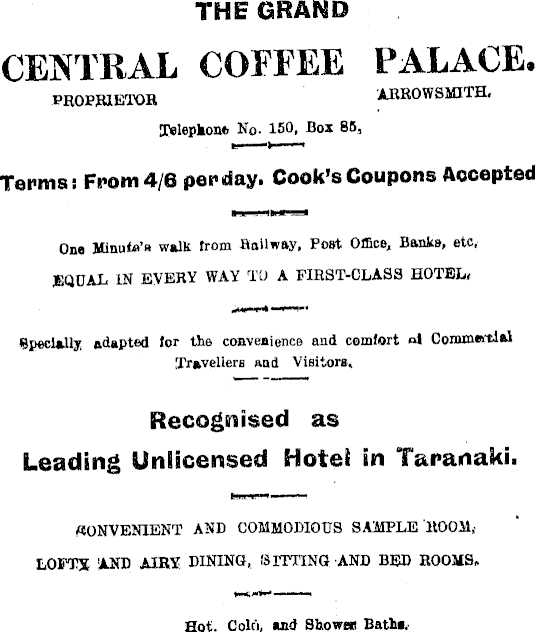 THE GRAND
CENTRAL COFFEE PALACE.
PROPRIETOR ARROWSMITH.
Telephone No. 150, Box 85,
Terms: From 4/6 per day. Cook's Coupons Accepted
One Minute's walk from Railway, Post Office, Banks, etc,
EQUAL IN EVERY WAY TO A FIRST-CLASS HOTEL,
Specially adapted for the convenience and comfort of Commercial
Travellers and Visitors.
Recognised as
Leading Unlicensed Hotel in Taranaki.
CONVENIENT AND COMMODIOUS SAMPLE ROOM,
LOFTY AND AIRY DINING, SITTING AND BED ROOMS.
Hot. Cold, and Shower Baths.